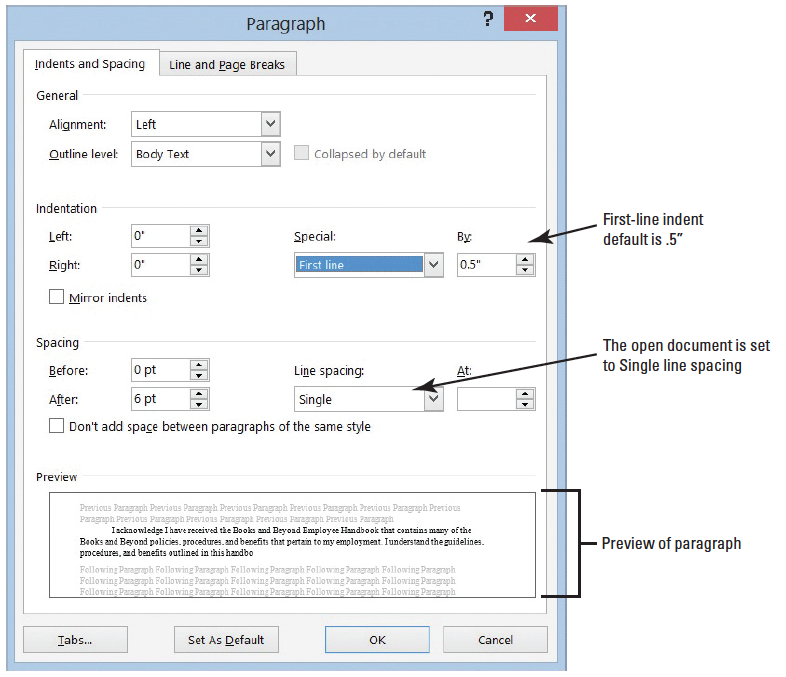 Paragraph
?
Indents and Spacing
Line and Page Breaks
General
Alignment: Left
Outline level: Body Text Collapsed by default
Indentation
Left: 0" Special: By:
Right: 0" First line 0.5"
Mirror indents
First-line indent
default is .5″
Spacing
Before: 0 pt Line spacing: At:
After: 6 pt Single
Don't add space between paragraphs of the same style
The open document is set
to Single line spacing
Preview
Previous Paragraph Previous Paragraph Previous Paragraph Previous Paragraph Previous Paragraph Previous
Paragraph Previous Paragraph Previous Paragraph Previous Paragraph Previous Paragraph
I acknowledge I have received the Books and Beyond Employee Handbook that contains many of the
Books and Beyond policies, procedures, and benefits that pertain to my employment. I understand the guidelines,
procedures, and benefits outlined in this handbo
Following Paragraph Following Paragraph Following Paragraph Following Paragraph Following Paragraph
Following Paragraph Following Paragraph Following Paragraph Following Paragraph Following Paragraph
Following Paragraph Following Paragraph Following Paragraph Following Paragraph Following Paragraph
Preview of paragraph
Tabs... Set As Default OK Cancel